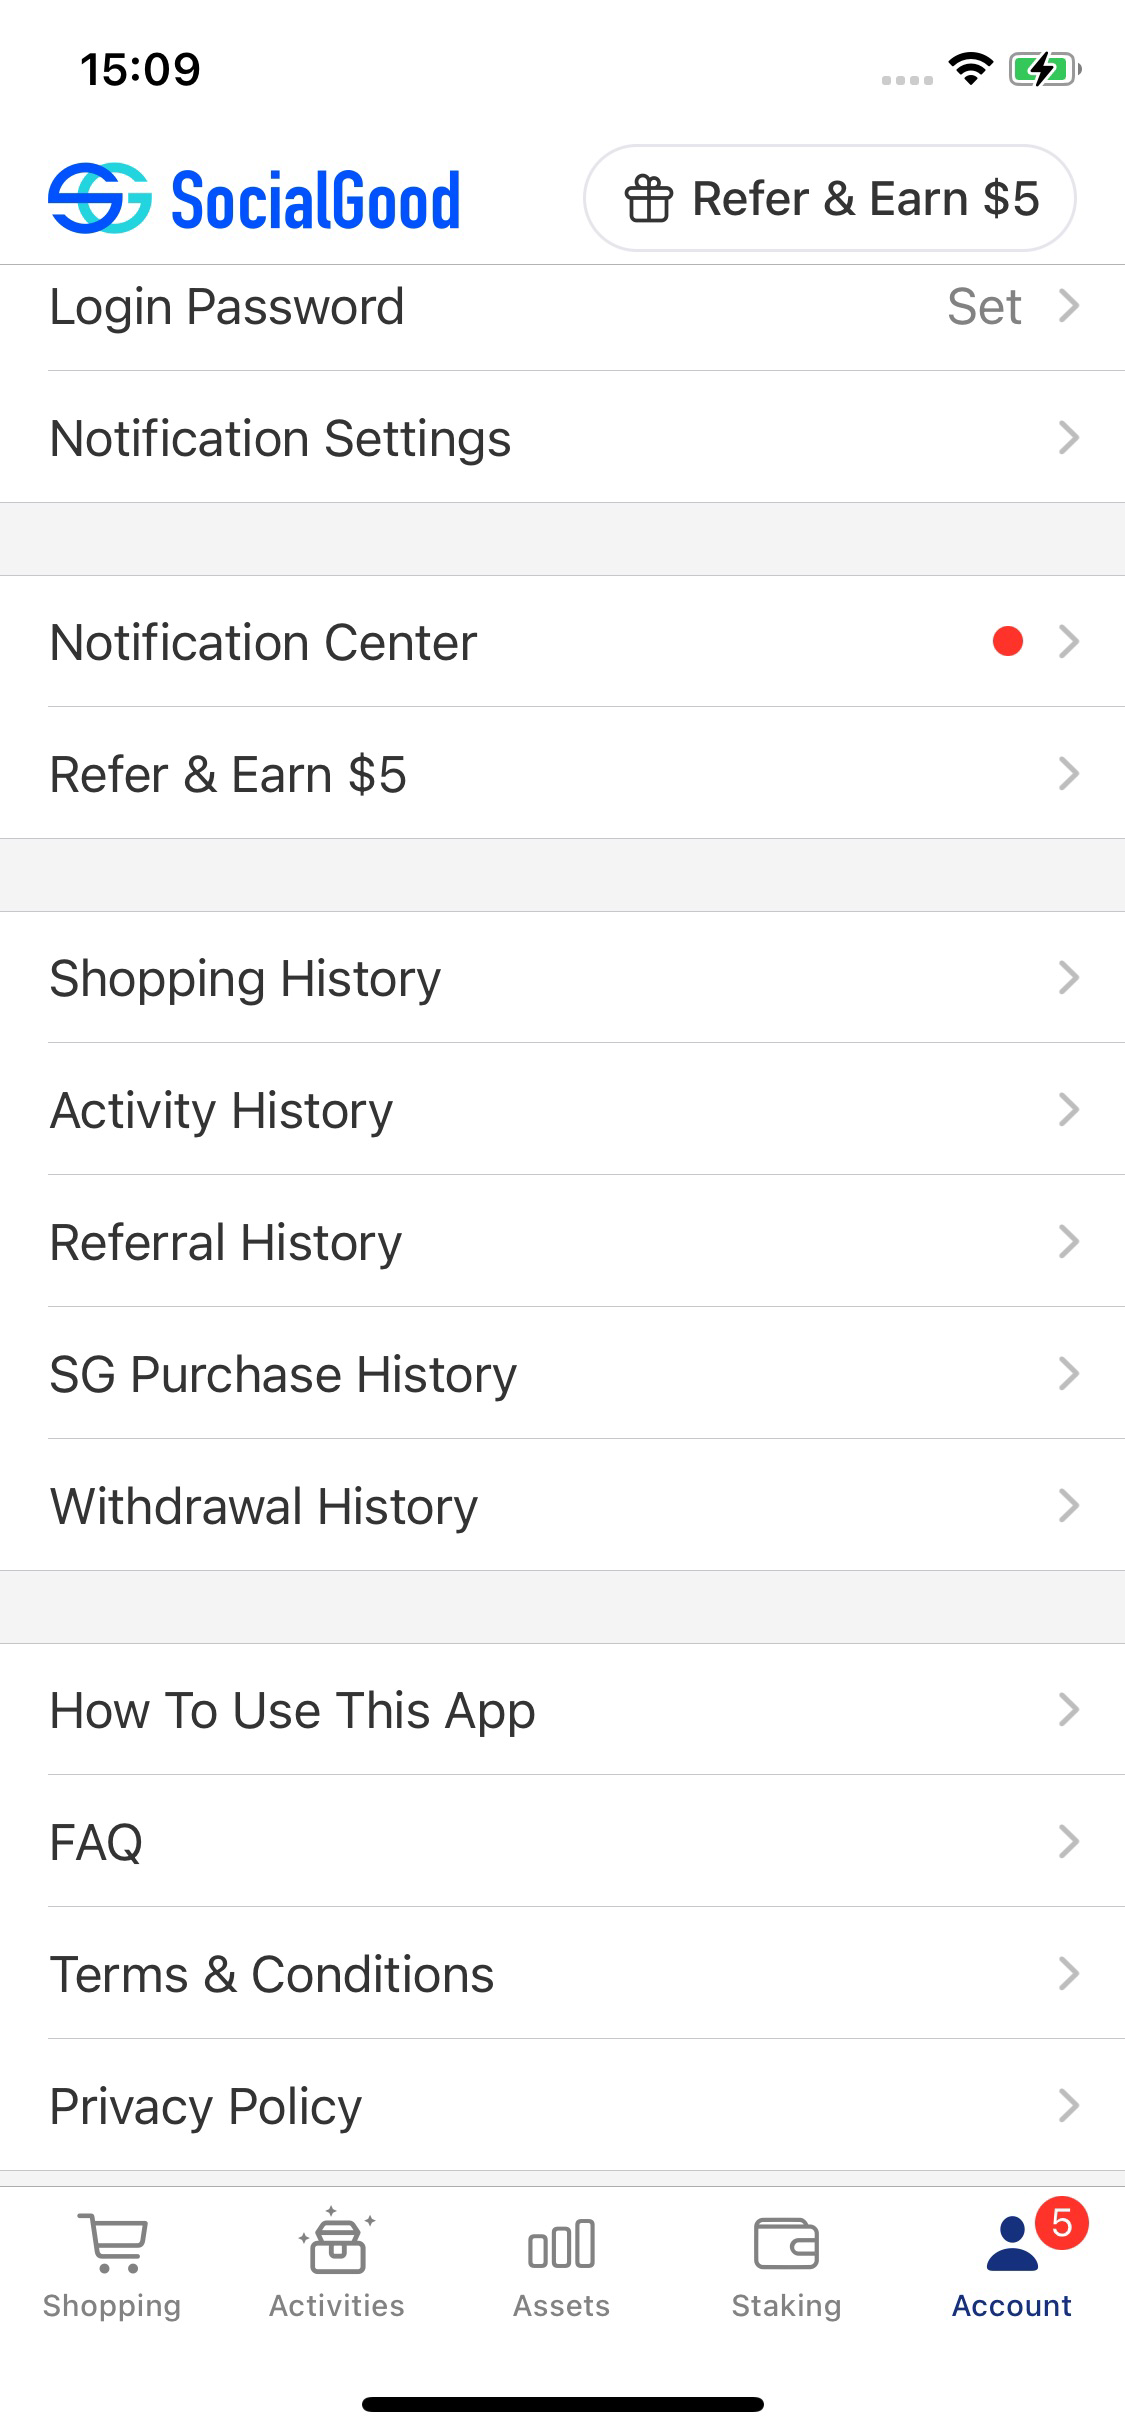 15:09
SocialGood
Refer & Earn $5
Login Password Set
Notification Settings
Notification Center
Refer & Earn $5
Shopping History
Activity History
Referral History
SG Purchase History
Withdrawal History
How To Use This App
FAQ
Terms & Conditions
Privacy Policy
5
Shopping Activities Assets Staking Account